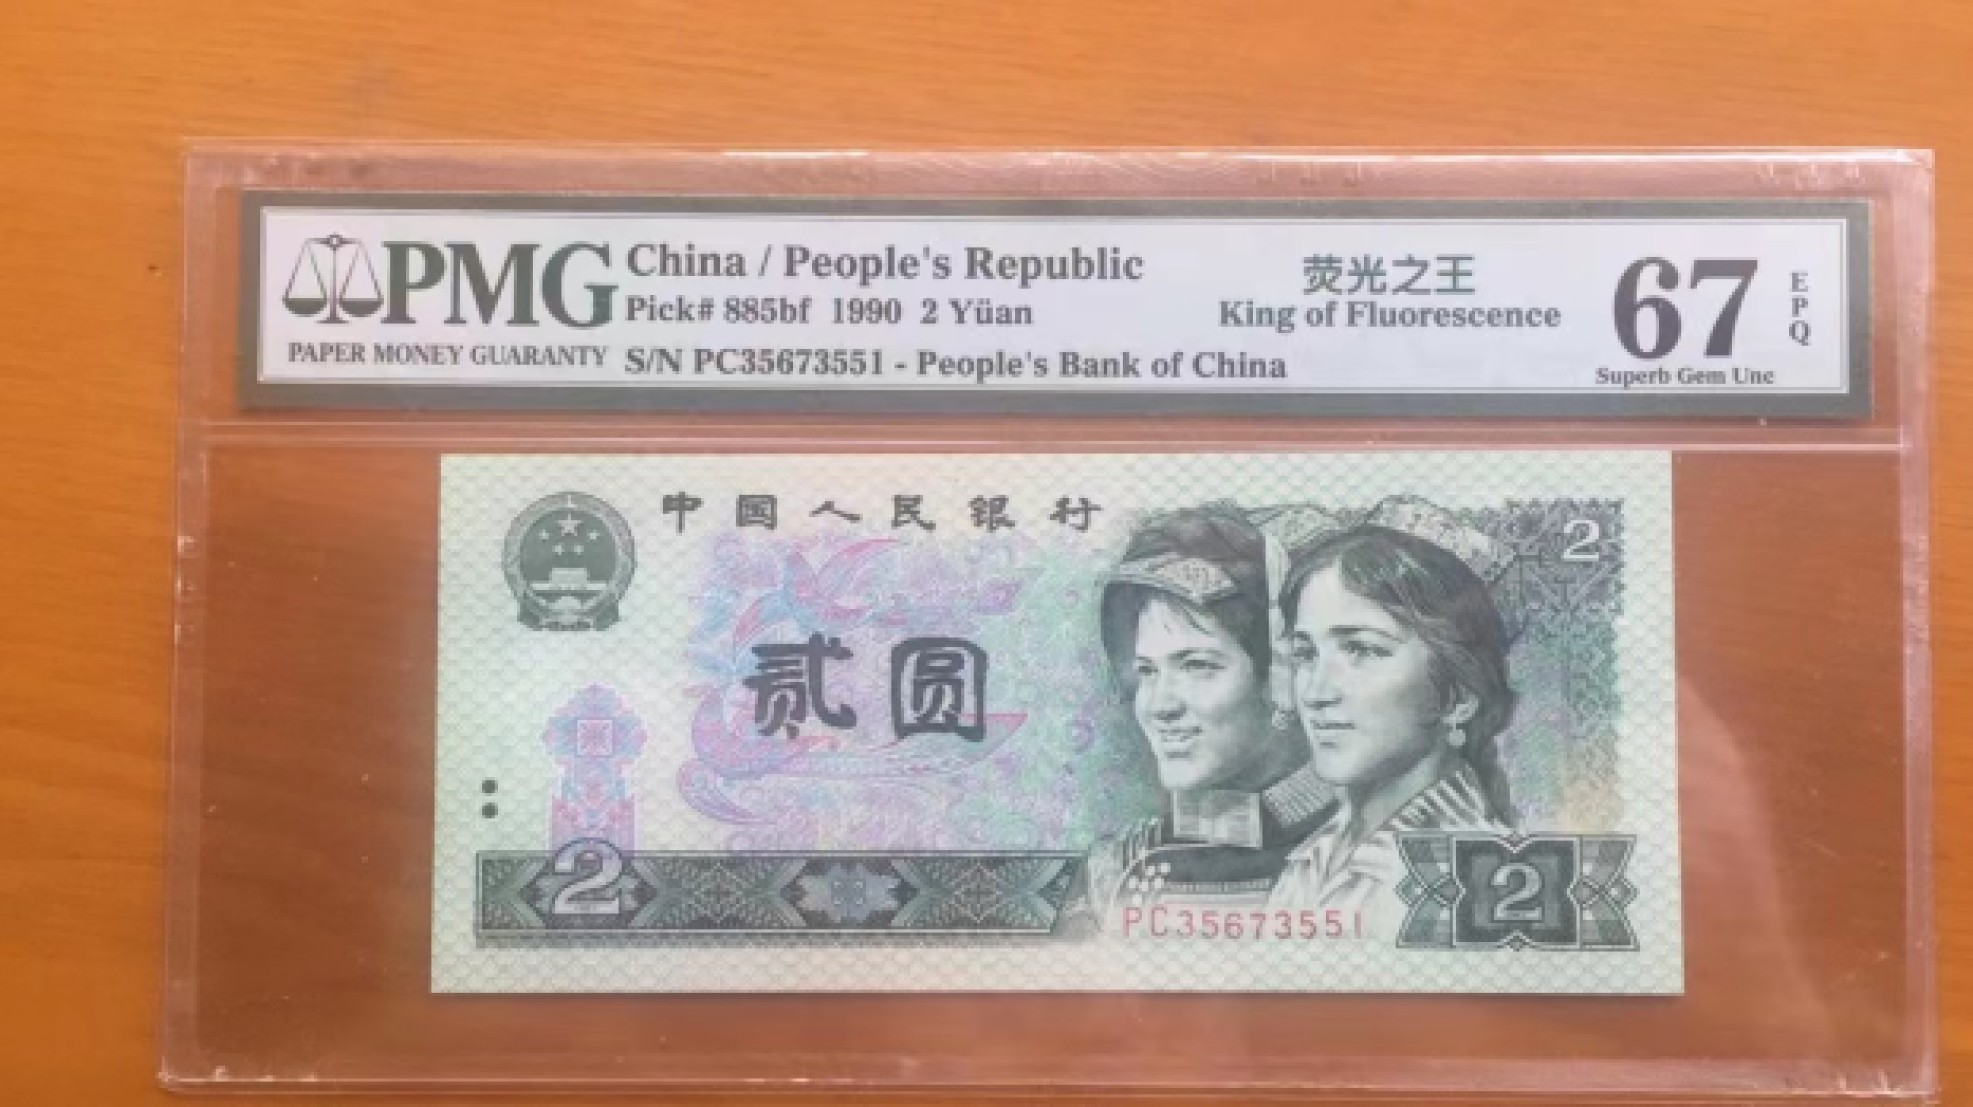 PMG
PAPER MONEY GUARANTY
China / People's Republic
Pick# 885bf 1990 2 Yüan
S/N PC35673551 - People's Bank of China
荧光之王
King of Fluorescence
67
EPQ
Superb Gem Unc
中国人民银行
2
贰圆
2
PC35673551
2